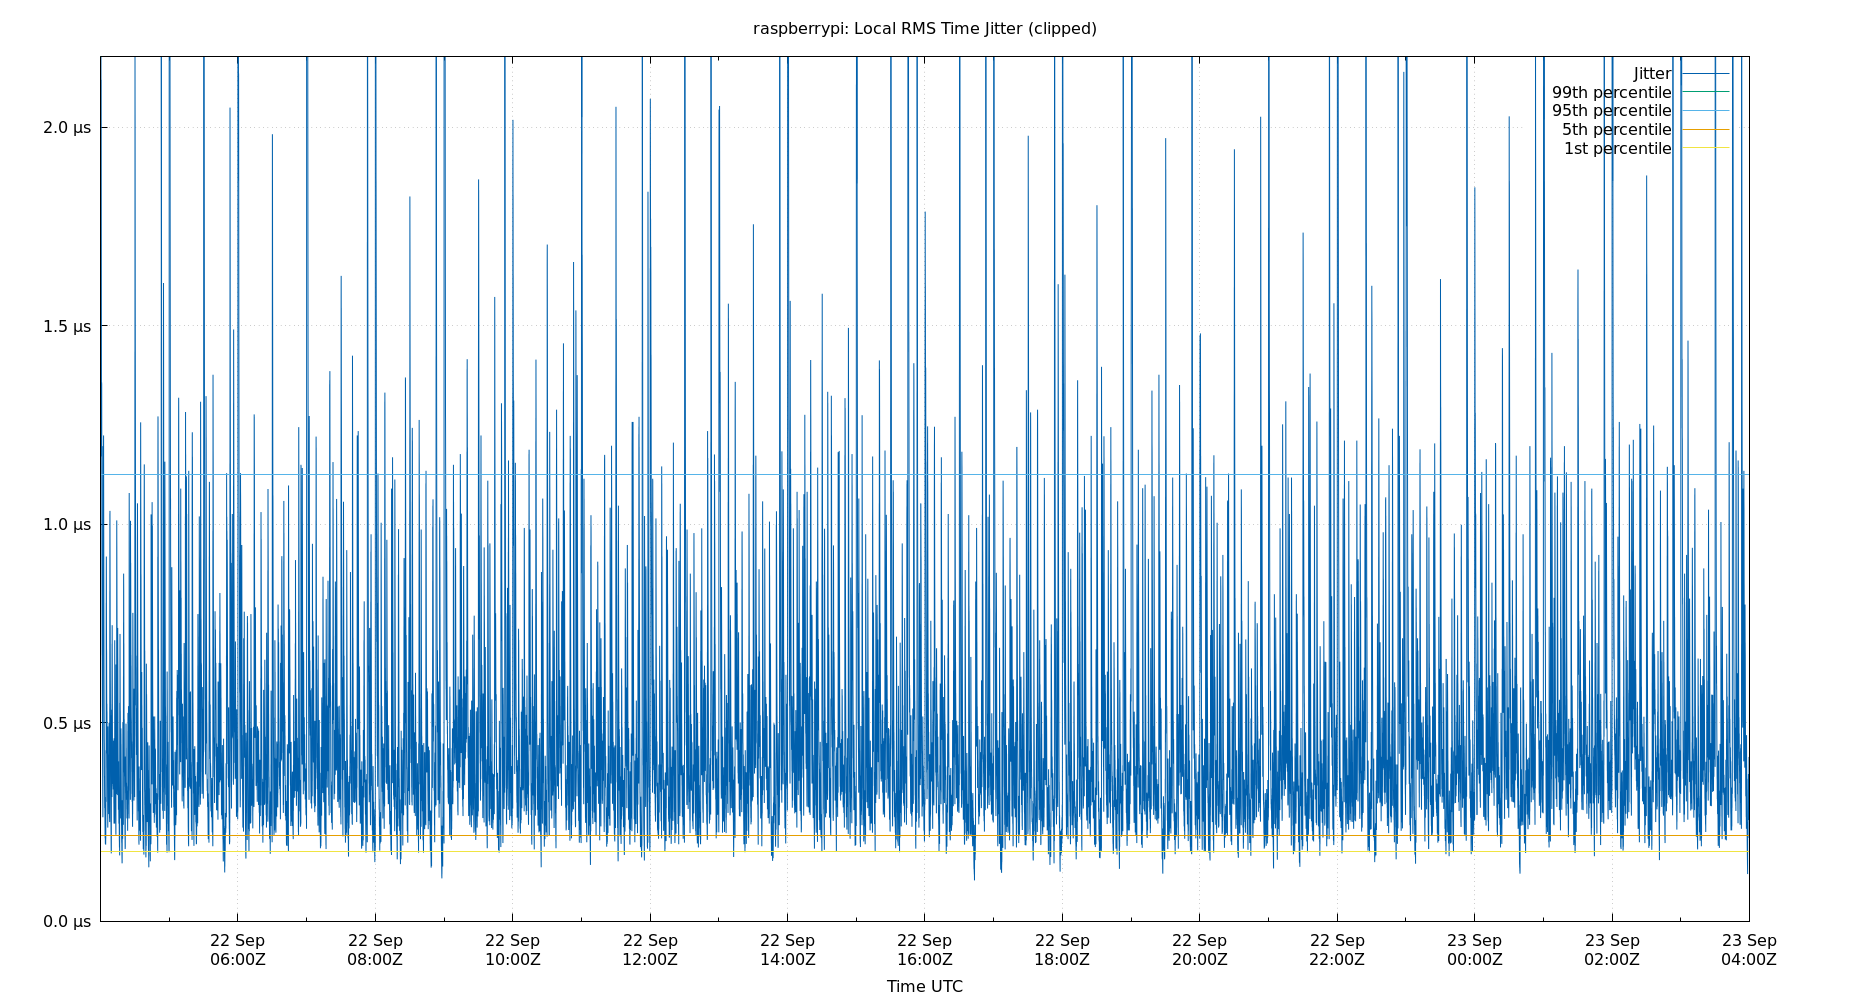 raspberrypi: Local RMS Time Jitter (clipped)
Jitter
99th percentile
95th percentile
5th percentile
1st percentile
2.0 µs
1.5 µs
1.0 µs
0.5 µs
0.0 µs
22 Sep 22 Sep 22 Sep 22 Sep 22 Sep 22 Sep 22 Sep 22 Sep 22 Sep 23 Sep 23 Sep 23 Sep
06:00Z 08:00Z 10:00Z 12:00Z 14:00Z 16:00Z 18:00Z 20:00Z 22:00Z 00:00Z 02:00Z 04:00Z
Time UTC